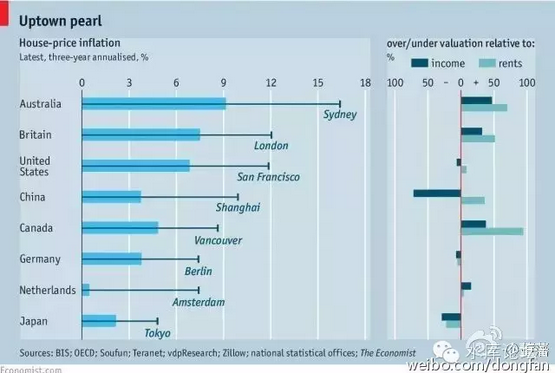 Uptown pearl
House-price inflation
Latest, three-year annualised, %
over/under valuation relative to:
%
income
rents
0 3 6 9 12 15 18
100 50 – 0 + 50 100
Australia
Sydney
Britain
London
United
States
San Francisco
China
Shanghai
Canada
Vancouver
Germany
Berlin
Netherlands
Amsterdam
Japan
Tokyo
Sources: BIS; OECD; Soufun; Teranet; vdpResearch; Zillow; national statistical offices; The Economist
Economist.com
weibo.com/dongfan